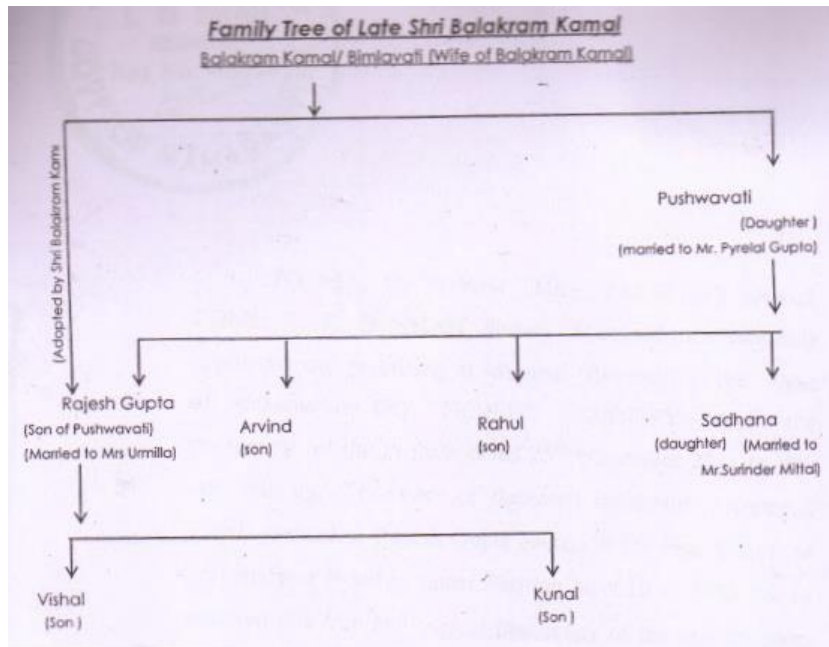 Family Tree of Late Shri Balakram Kamal
Balakram Kamal/ Bimlavati (Wife of Balakram Kamal)
(Adopted by Shri Balakram Kaml
Pushwavati
(Daughter )
(married to Mr. Pyrelal Gupta)
Rajesh Gupta
(Son of Pushwavati)
(Married to Mrs Urmilla)
Arvind
(son)
Rahul
(son)
Sadhana
(daughter) (Married to
Mr.Surinder Mittal)
Vishal
(Son )
Kunal
(Son )